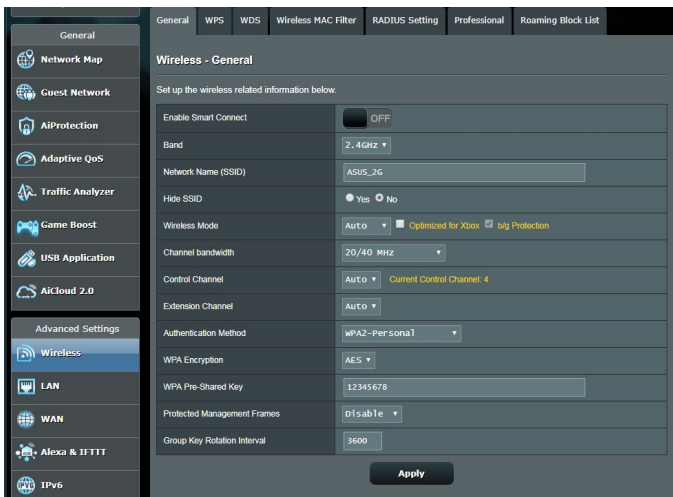 General
Network Map
Guest Network
AiProtection
Adaptive QoS
Traffic Analyzer
Game Boost
USB Application
AiCloud 2.0
Advanced Settings
Wireless
LAN
WAN
Alexa & IFTTT
IPv6
General WPS WDS Wireless MAC Filter RADIUS Setting Professional Roaming Block List
Wireless - General
Set up the wireless related information below.
Enable Smart Connect OFF
Band 2.4GHz
Network Name (SSID) ASUS_2G
Hide SSID Yes No
Wireless Mode Auto Optimized for Xbox b/g Protection
Channel bandwidth 20/40 MHz
Control Channel Auto Current Control Channel: 4
Extension Channel Auto
Authentication Method WPA2-Personal
WPA Encryption AES
WPA Pre-Shared Key 12345678
Protected Management Frames Disable
Group Key Rotation Interval 3600
Apply